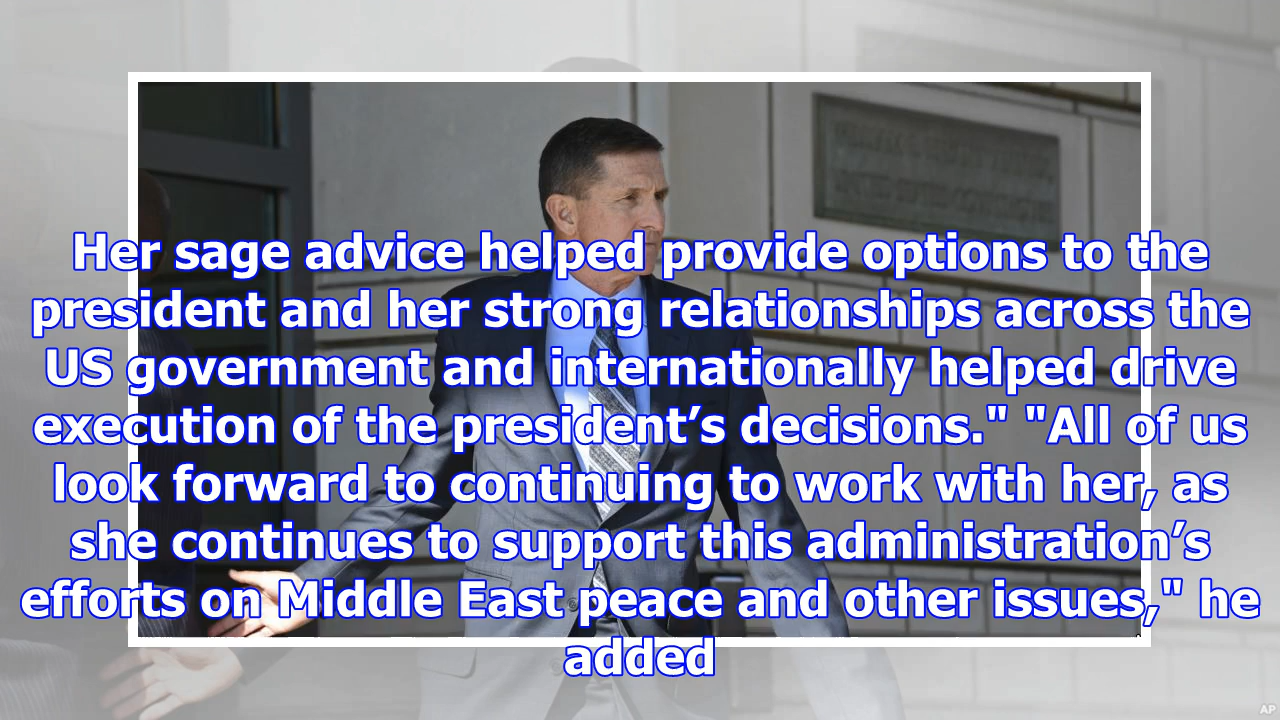 Her sage advice helped provide options to the
president and her strong relationships across the
US government and internationally helped drive
execution of the president’s decisions." "All of us
look forward to continuing to work with her, as
she continues to support this administration’s
efforts on Middle East peace and other issues," he
added
AP